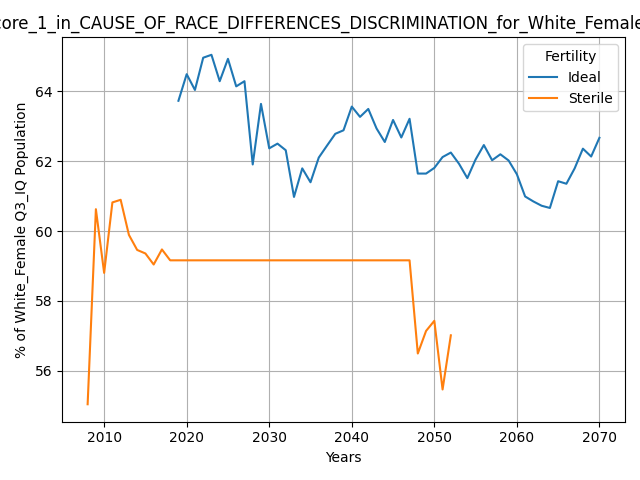 core_1_in_CAUSE_OF_RACE_DIFFERENCES_DISCRIMINATION_for_White_Female
Fertility
Ideal
Sterile
% of White_Female Q3_IQ Population
64
62
60
58
56
2010 2020 2030 2040 2050 2060 2070
Years